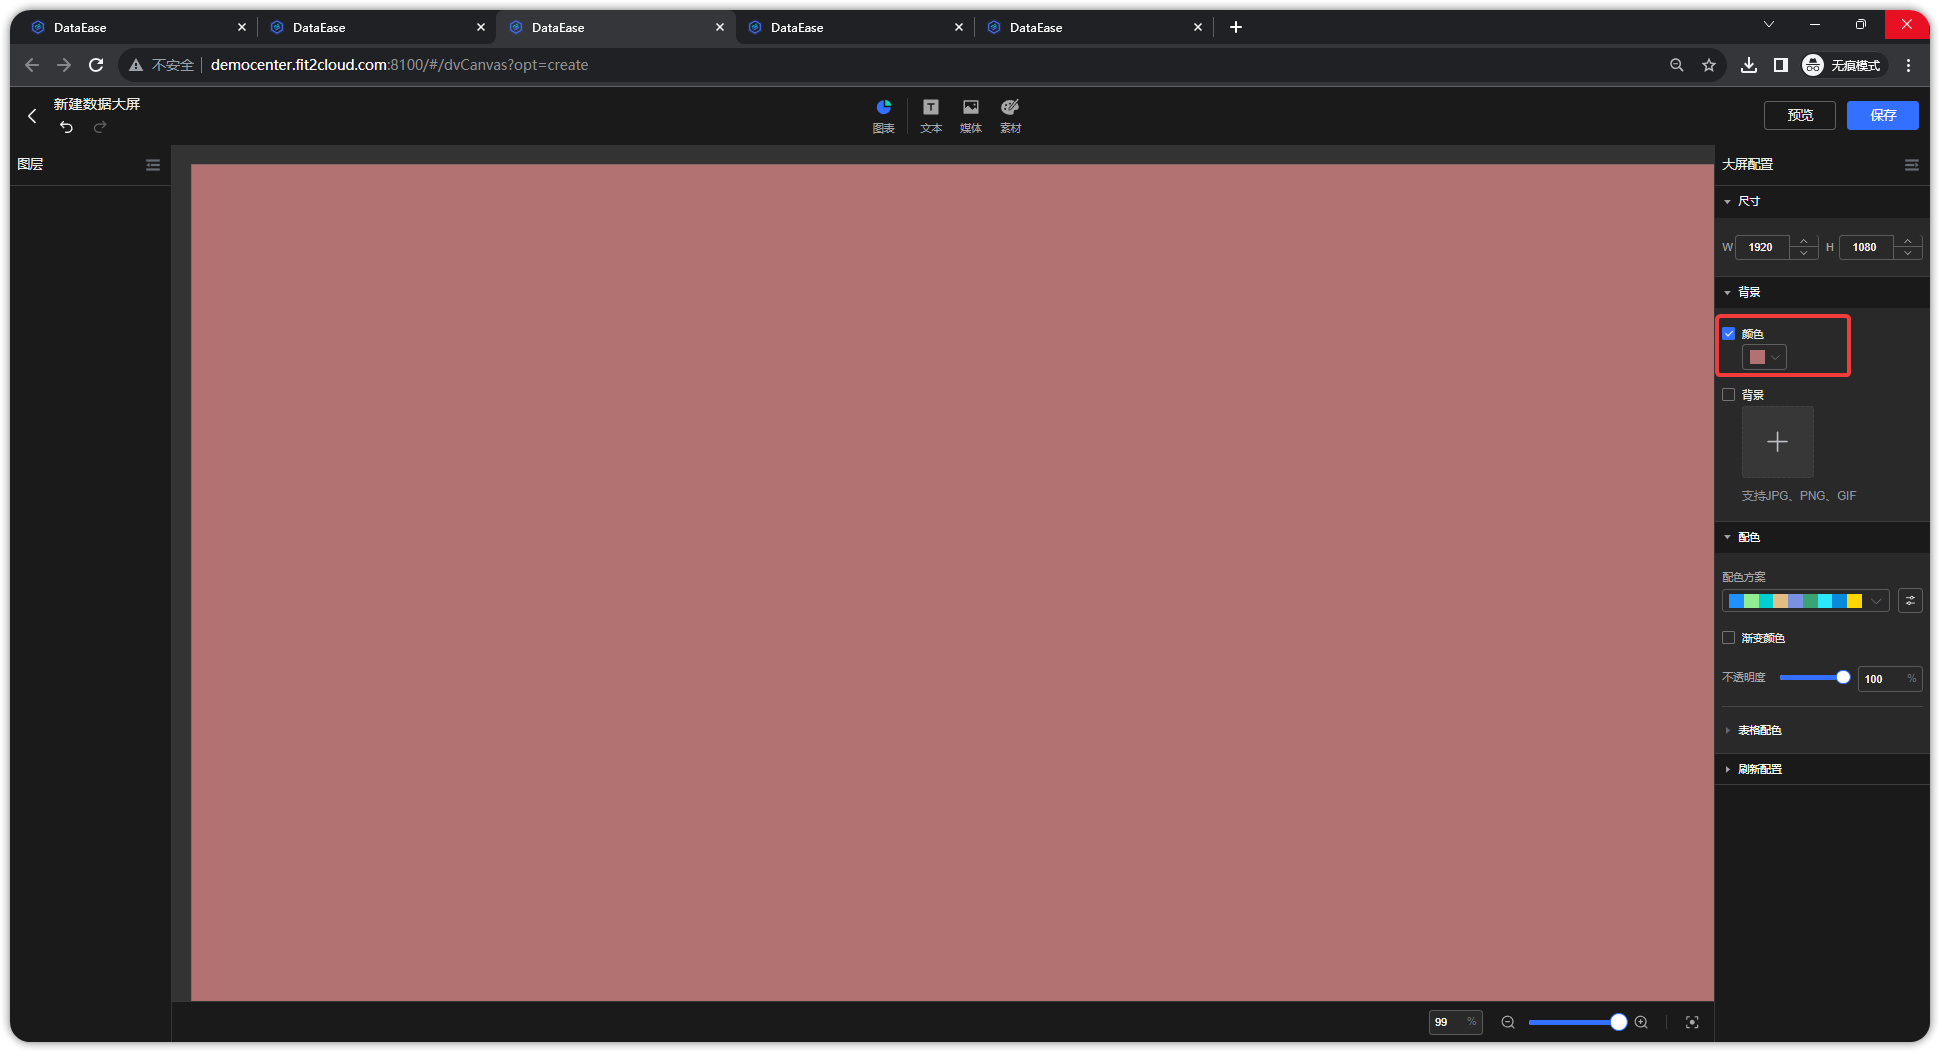 DataEase
DataEase
DataEase
DataEase
DataEase
不安全
democenter.fit2cloud.com:8100/#/dvCanvas?opt=create
无痕模式
新建数据大屏
图表
文本
媒体
素材
预览
保存
图层
大屏配置
尺寸
W 1920
H 1080
背景
颜色
背景
支持JPG、PNG、GIF
配色
配色方案
渐变颜色
不透明度 100 %
表格配色
刷新配置
99 %